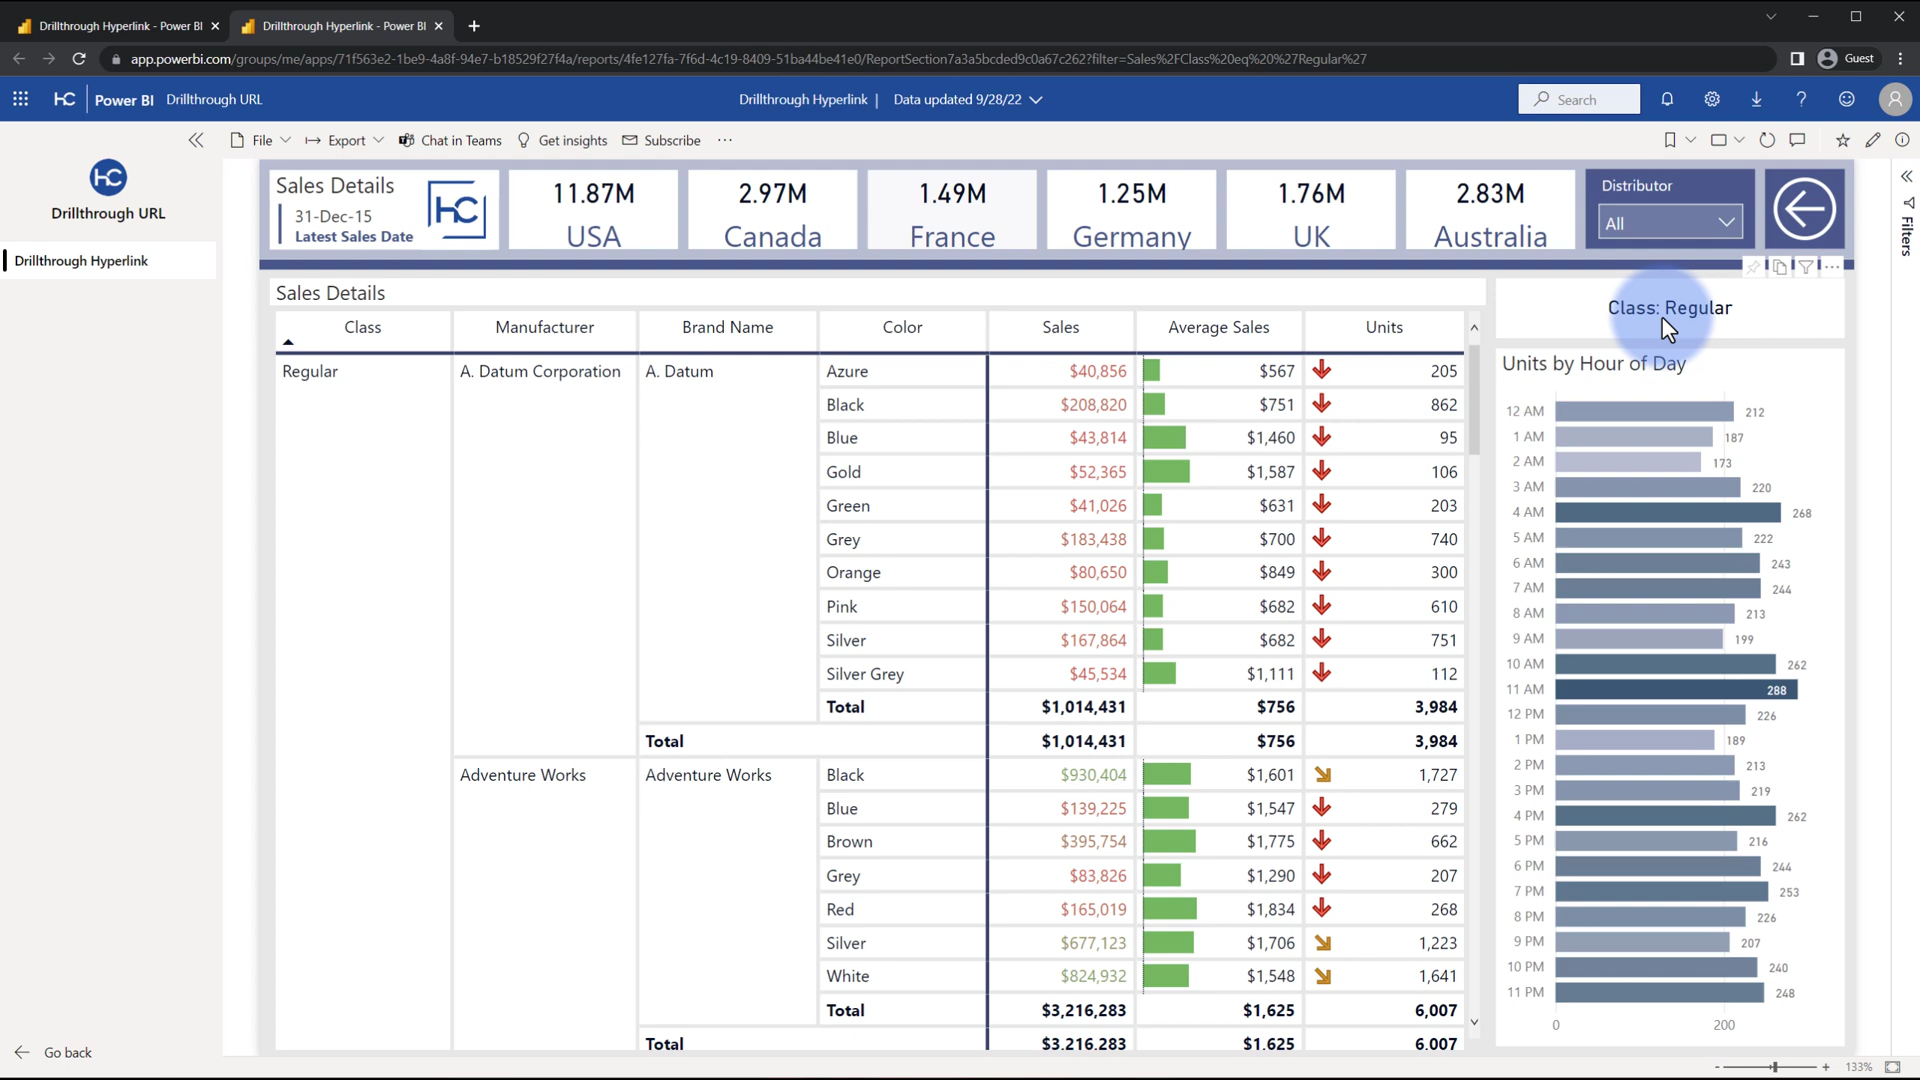 Drillthrough Hyperlink - Power BI
Drillthrough Hyperlink - Power BI
app.powerbi.com/groups/me/apps/71f563e2-1be9-4a8f-94e7-b18529f27f4a/reports/4fe127fa-7f6d-4c19-8409-51ba44be41e0/ReportSection7a3a5bcded9c0a67c262?filter=Sales%2FClass%20eq%20%27Regular%27
Guest
HC Power BI Drillthrough URL
Drillthrough Hyperlink | Data updated 9/28/22
Search
File Export Chat in Teams Get insights Subscribe
HC
Drillthrough URL
Drillthrough Hyperlink
Go back
Sales Details
31-Dec-15
Latest Sales Date
HC
11.87M
USA
2.97M
Canada
1.49M
France
1.25M
Germany
1.76M
UK
2.83M
Australia
Distributor
All
Filters
Sales Details
Class Manufacturer Brand Name Color Sales Average Sales Units
Regular A. Datum Corporation A. Datum Azure $40,856 $567 205
Black $208,820 $751 862
Blue $43,814 $1,460 95
Gold $52,365 $1,587 106
Green $41,026 $631 203
Grey $183,438 $700 740
Orange $80,650 $849 300
Pink $150,064 $682 610
Silver $167,864 $682 751
Silver Grey $45,534 $1,111 112
Total $1,014,431 $756 3,984
Total $1,014,431 $756 3,984
Adventure Works Adventure Works Black $930,404 $1,601 1,727
Blue $139,225 $1,547 279
Brown $395,754 $1,775 662
Grey $83,826 $1,290 207
Red $165,019 $1,834 268
Silver $677,123 $1,706 1,223
White $824,932 $1,548 1,641
Total $3,216,283 $1,625 6,007
Total $3,216,283 $1,625 6,007
Class: Regular
Units by Hour of Day
12 AM 212
1 AM 187
2 AM 173
3 AM 220
4 AM 268
5 AM 222
6 AM 243
7 AM 244
8 AM 213
9 AM 199
10 AM 262
11 AM 288
12 PM 226
1 PM 189
2 PM 213
3 PM 219
4 PM 262
5 PM 216
6 PM 244
7 PM 253
8 PM 226
9 PM 207
10 PM 240
11 PM 248
0 200
133%